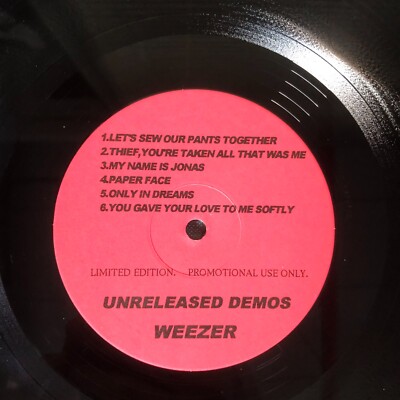 1.LET'S SEW OUR PANTS TOGETHER
2.THIEF,YOU'RE TAKEN ALL THAT WAS ME
3.MY NAME IS JONAS
4.PAPER FACE
5.ONLY IN DREAMS
6.YOU GAVE YOUR LOVE TO ME SOFTLY
LIMITED EDITION. PROMOTIONAL USE ONLY.
UNRELEASED DEMOS
WEEZER